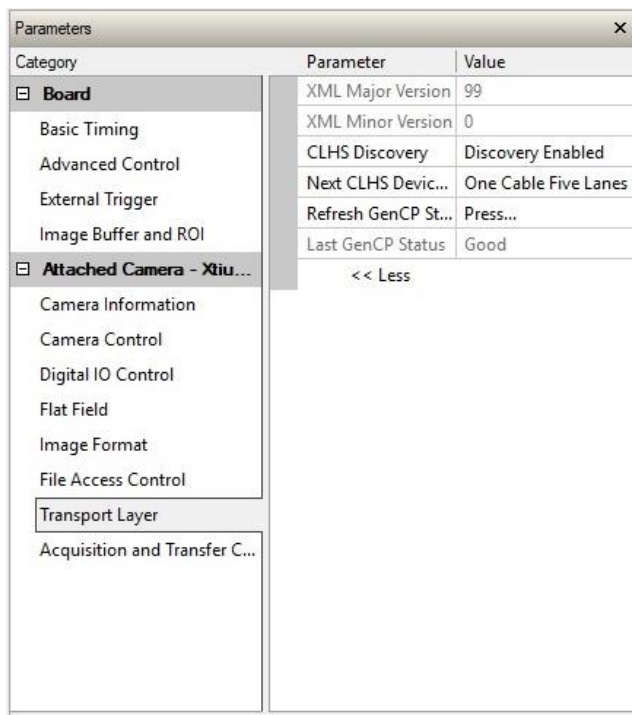 Parameters
Category
Parameter Value
Board
Basic Timing
Advanced Control
External Trigger
Image Buffer and ROI
Attached Camera - Xtiu...
Camera Information
Camera Control
Digital IO Control
Flat Field
Image Format
File Access Control
Transport Layer
Acquisition and Transfer C...
XML Major Version 99
XML Minor Version 0
CLHS Discovery Discovery Enabled
Next CLHS Devic... One Cable Five Lanes
Refresh GenCP St... Press...
Last GenCP Status Good
<< Less